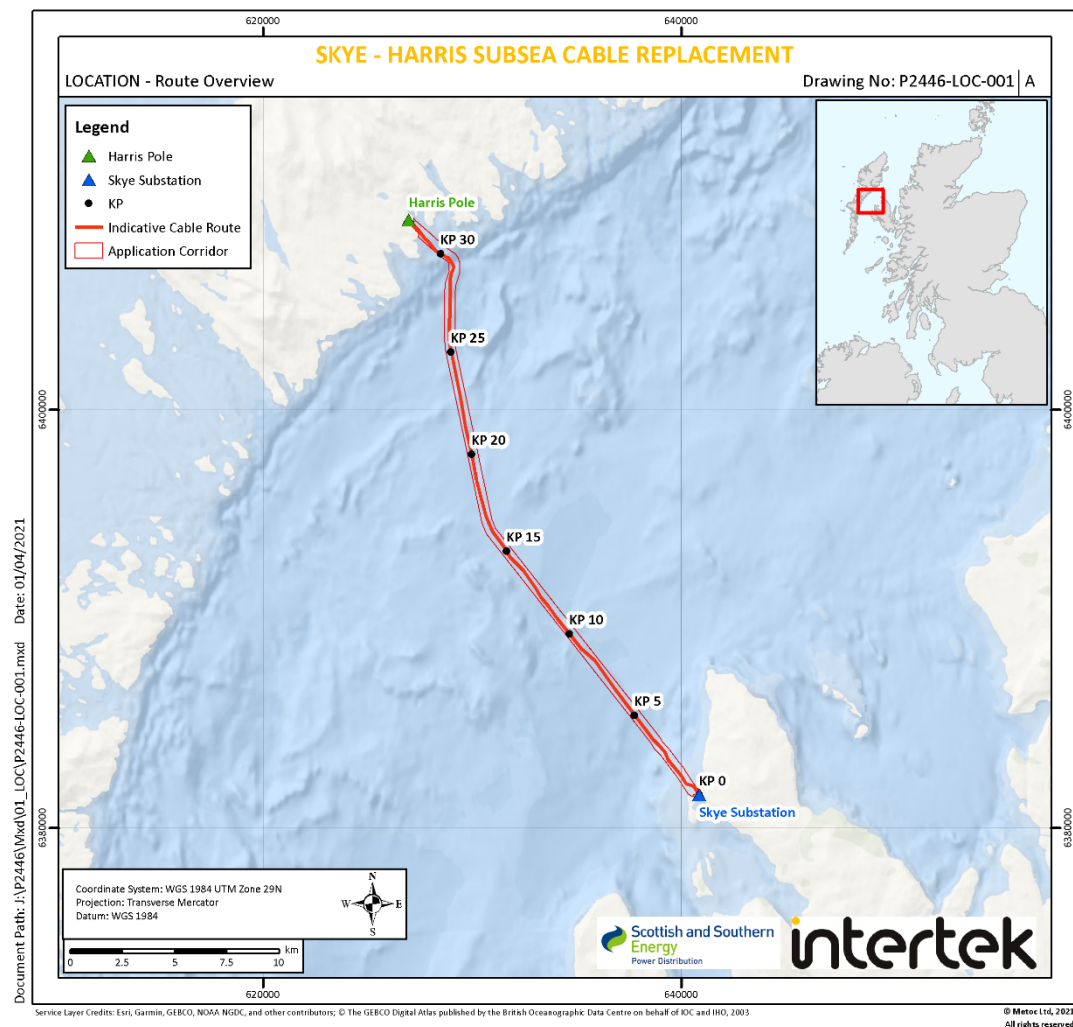 620000
640000
SKYE - HARRIS SUBSEA CABLE REPLACEMENT
LOCATION - Route Overview
Drawing No: P2446-LOC-001 A
Legend
Harris Pole
Skye Substation
KP
Indicative Cable Route
Application Corridor
Harris Pole
KP 30
KP 25
6400000
6400000
KP 20
KP 15
KP 10
KP 5
KP 0
Skye Substation
6380000
6380000
Coordinate System: WGS 1984 UTM Zone 29N
Projection: Transverse Mercator
Datum: WGS 1984
N
W E
S
km
0 2.5 5 7.5 10
Scottish and Southern
Energy
Power Distribution
intertek
620000
640000
Document Path: J:\P2446\Mxd\01_LOC\P2446-LOC-001.mxd Date: 01/04/2021
Service Layer Credits: Esri, Garmin, GEBCO, NOAA NGDC, and other contributors; © The GEBCO Digital Atlas published by the British Oceanographic Data Centre on behalf of IOC and IHO, 2003
© Metoc Ltd, 2021
All rights reserved